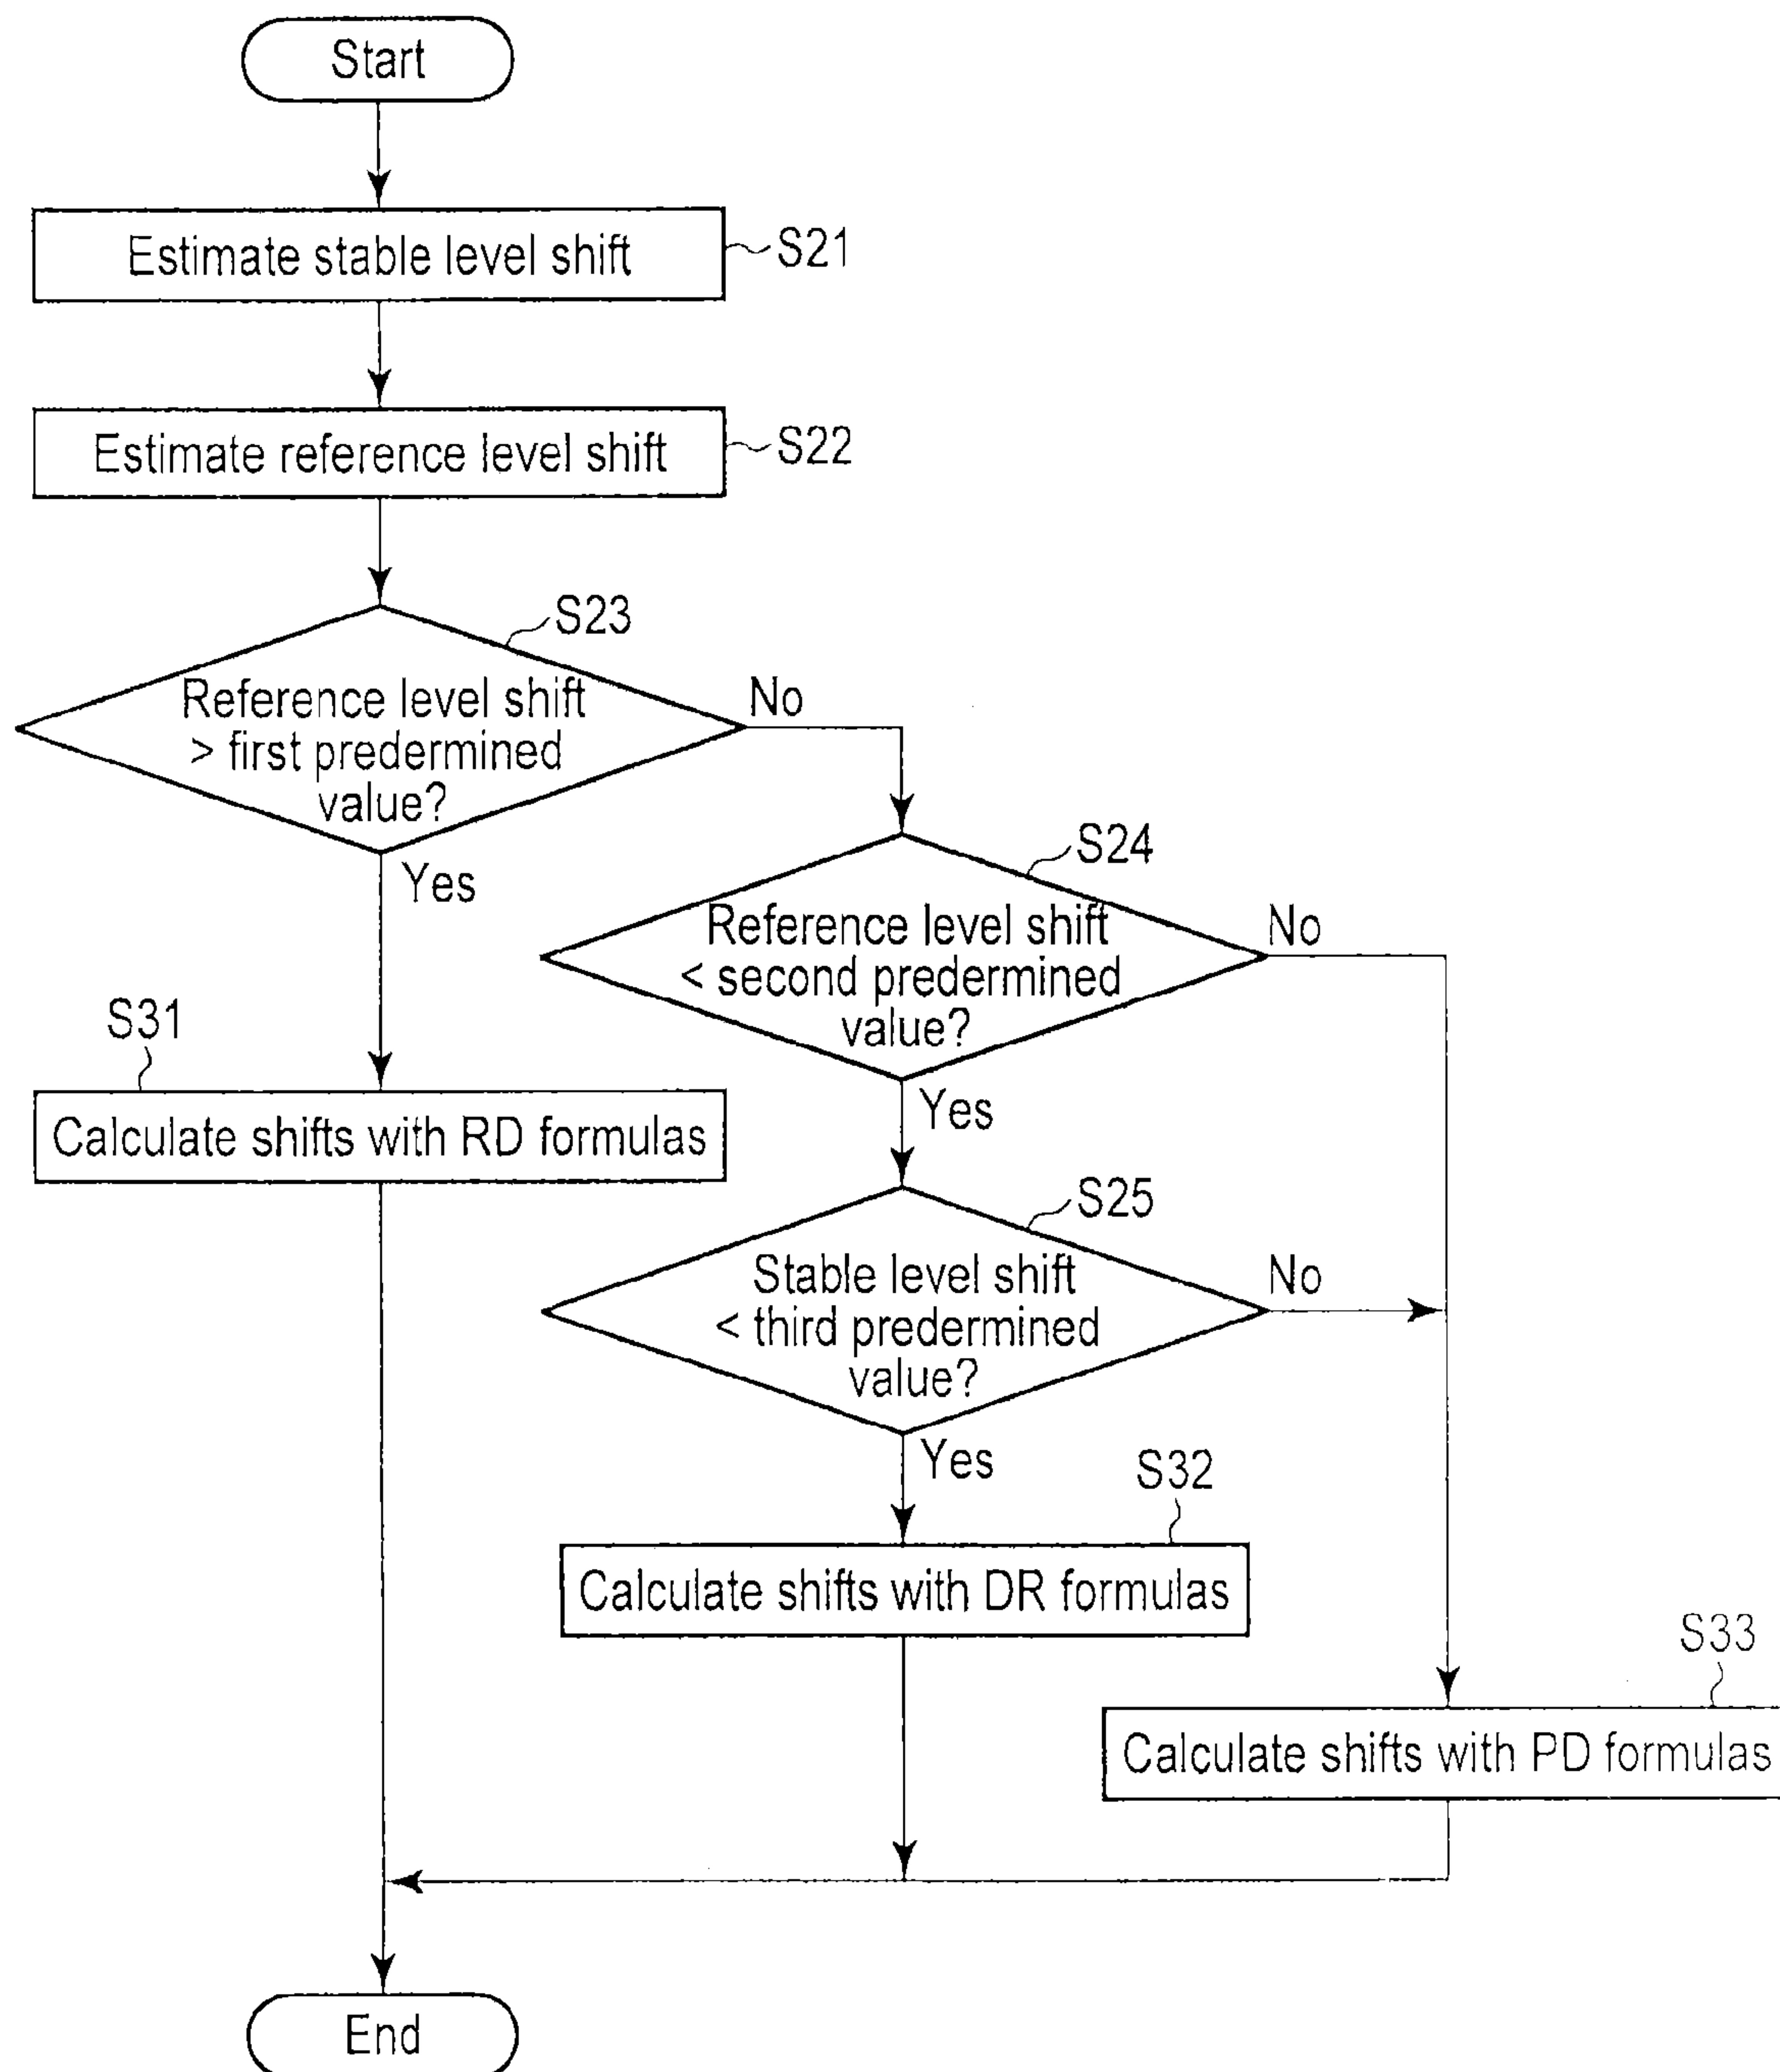 Start
Estimate stable level shift
S21
Estimate reference level shift
S22
S23
Reference level shift
> first predermined
value?
No
Yes
S24
Reference level shift
< second predermined
value?
No
Yes
S31
Calculate shifts with RD formulas
S25
Stable level shift
< third predermined
value?
No
Yes
S32
Calculate shifts with DR formulas
S33
Calculate shifts with PD formulas
End